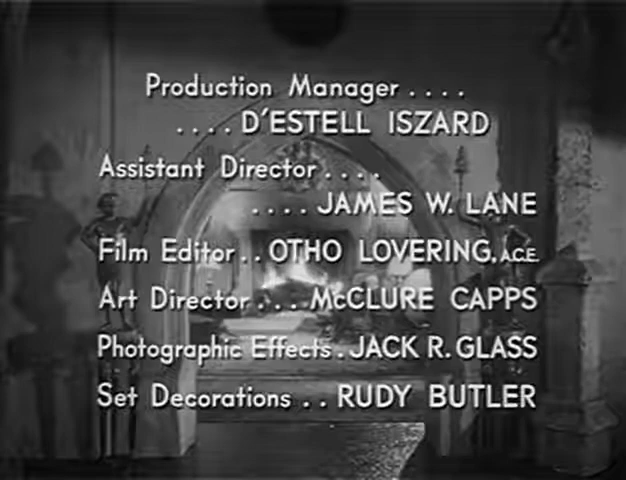 Production Manager ....
....D'ESTELL ISZARD
Assistant Director....
....JAMES W. LANE
Film Editor..OTHO LOVERING, A.C.E.
Art Director....McCLURE CAPPS
Photographic Effects.JACK R. GLASS
Set Decorations ..RUDY BUTLER